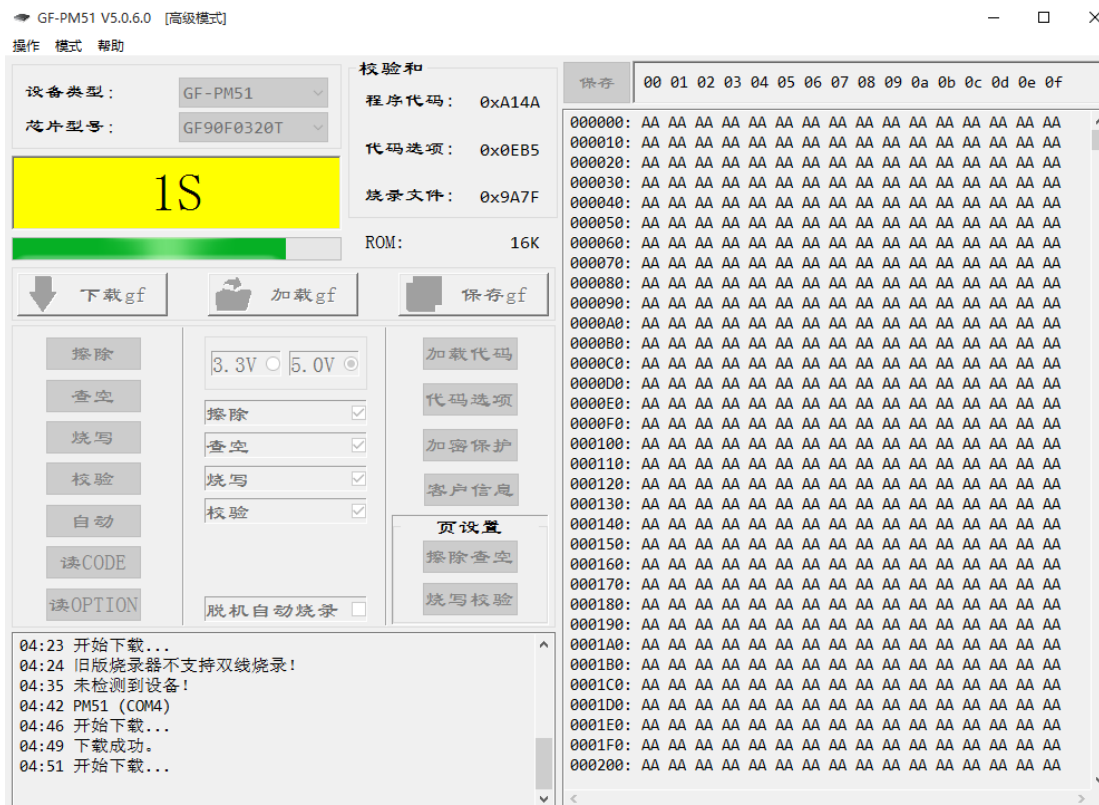 GF-PM51 V5.0.6.0 [高级模式]
操作 模式 帮助
设备类型: GF-PM51
芯片型号: GF90F0320T
1S
校验和
程序代码: 0xA14A
代码选项: 0x0EB5
烧录文件: 0x9A7F
ROM: 16K
下载gf
加载gf
保存gf
擦除
查空
烧写
校验
自动
读CODE
读OPTION
3.3V 5.0V
擦除
查空
烧写
校验
脱机自动烧录
加载代码
代码选项
加密保护
客户信息
页设置
擦除查空
烧写校验
04:23 开始下载...
04:24 旧版烧录器不支持双线烧录!
04:35 未检测到设备!
04:42 PM51 (COM4)
04:46 开始下载...
04:49 下载成功。
04:51 开始下载...
保存
00 01 02 03 04 05 06 07 08 09 0a 0b 0c 0d 0e 0f
000000: AA AA AA AA AA AA AA AA AA AA AA AA AA AA AA AA
000010: AA AA AA AA AA AA AA AA AA AA AA AA AA AA AA AA
000020: AA AA AA AA AA AA AA AA AA AA AA AA AA AA AA AA
000030: AA AA AA AA AA AA AA AA AA AA AA AA AA AA AA AA
000040: AA AA AA AA AA AA AA AA AA AA AA AA AA AA AA AA
000050: AA AA AA AA AA AA AA AA AA AA AA AA AA AA AA AA
000060: AA AA AA AA AA AA AA AA AA AA AA AA AA AA AA AA
000070: AA AA AA AA AA AA AA AA AA AA AA AA AA AA AA AA
000080: AA AA AA AA AA AA AA AA AA AA AA AA AA AA AA AA
000090: AA AA AA AA AA AA AA AA AA AA AA AA AA AA AA AA
0000A0: AA AA AA AA AA AA AA AA AA AA AA AA AA AA AA AA
0000B0: AA AA AA AA AA AA AA AA AA AA AA AA AA AA AA AA
0000C0: AA AA AA AA AA AA AA AA AA AA AA AA AA AA AA AA
0000D0: AA AA AA AA AA AA AA AA AA AA AA AA AA AA AA AA
0000E0: AA AA AA AA AA AA AA AA AA AA AA AA AA AA AA AA
0000F0: AA AA AA AA AA AA AA AA AA AA AA AA AA AA AA AA
000100: AA AA AA AA AA AA AA AA AA AA AA AA AA AA AA AA
000110: AA AA AA AA AA AA AA AA AA AA AA AA AA AA AA AA
000120: AA AA AA AA AA AA AA AA AA AA AA AA AA AA AA AA
000130: AA AA AA AA AA AA AA AA AA AA AA AA AA AA AA AA
000140: AA AA AA AA AA AA AA AA AA AA AA AA AA AA AA AA
000150: AA AA AA AA AA AA AA AA AA AA AA AA AA AA AA AA
000160: AA AA AA AA AA AA AA AA AA AA AA AA AA AA AA AA
000170: AA AA AA AA AA AA AA AA AA AA AA AA AA AA AA AA
000180: AA AA AA AA AA AA AA AA AA AA AA AA AA AA AA AA
000190: AA AA AA AA AA AA AA AA AA AA AA AA AA AA AA AA
0001A0: AA AA AA AA AA AA AA AA AA AA AA AA AA AA AA AA
0001B0: AA AA AA AA AA AA AA AA AA AA AA AA AA AA AA AA
0001C0: AA AA AA AA AA AA AA AA AA AA AA AA AA AA AA AA
0001D0: AA AA AA AA AA AA AA AA AA AA AA AA AA AA AA AA
0001E0: AA AA AA AA AA AA AA AA AA AA AA AA AA AA AA AA
0001F0: AA AA AA AA AA AA AA AA AA AA AA AA AA AA AA AA
000200: AA AA AA AA AA AA AA AA AA AA AA AA AA AA AA AA